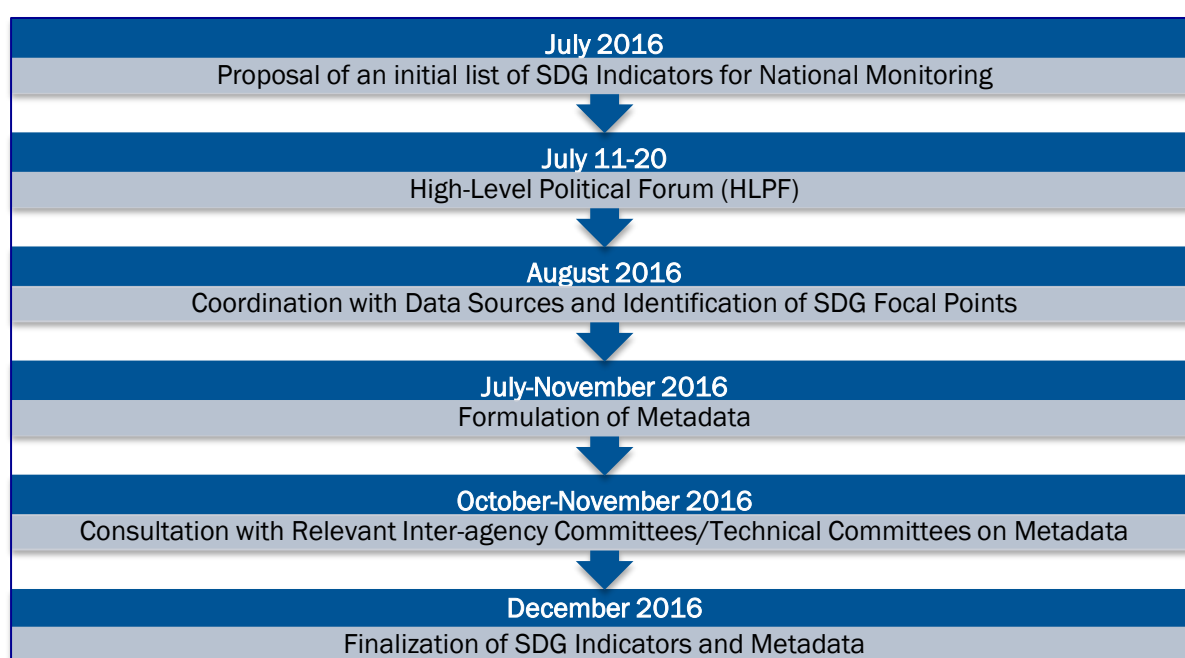 July 2016
Proposal of an initial list of SDG Indicators for National Monitoring
July 11-20
High-Level Political Forum (HLPF)
August 2016
Coordination with Data Sources and Identification of SDG Focal Points
July-November 2016
Formulation of Metadata
October-November 2016
Consultation with Relevant Inter-agency Committees/Technical Committees on Metadata
December 2016
Finalization of SDG Indicators and Metadata